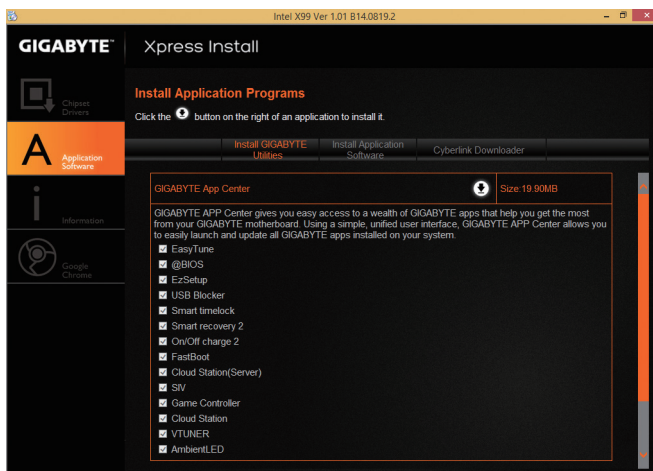 Intel X99 Ver 1.01 B14.0819.2
GIGABYTE™
Xpress Install
Chipset
Drivers
Application
Software
Information
Google
Chrome
Install Application Programs
Click the button on the right of an application to install it.
Install GIGABYTE
Utilities
Install Application
Software
Cyberlink Downloader
GIGABYTE App Center
Size:19.90MB
GIGABYTE APP Center gives you easy access to a wealth of GIGABYTE apps that help you get the most
from your GIGABYTE motherboard. Using a simple, unified user interface, GIGABYTE APP Center allows you
to easily launch and update all GIGABYTE apps installed on your system.
EasyTune
@BIOS
EzSetup
USB Blocker
Smart timelock
Smart recovery 2
On/Off charge 2
FastBoot
Cloud Station(Server)
SIV
Game Controller
Cloud Station
VTUNER
AmbientLED